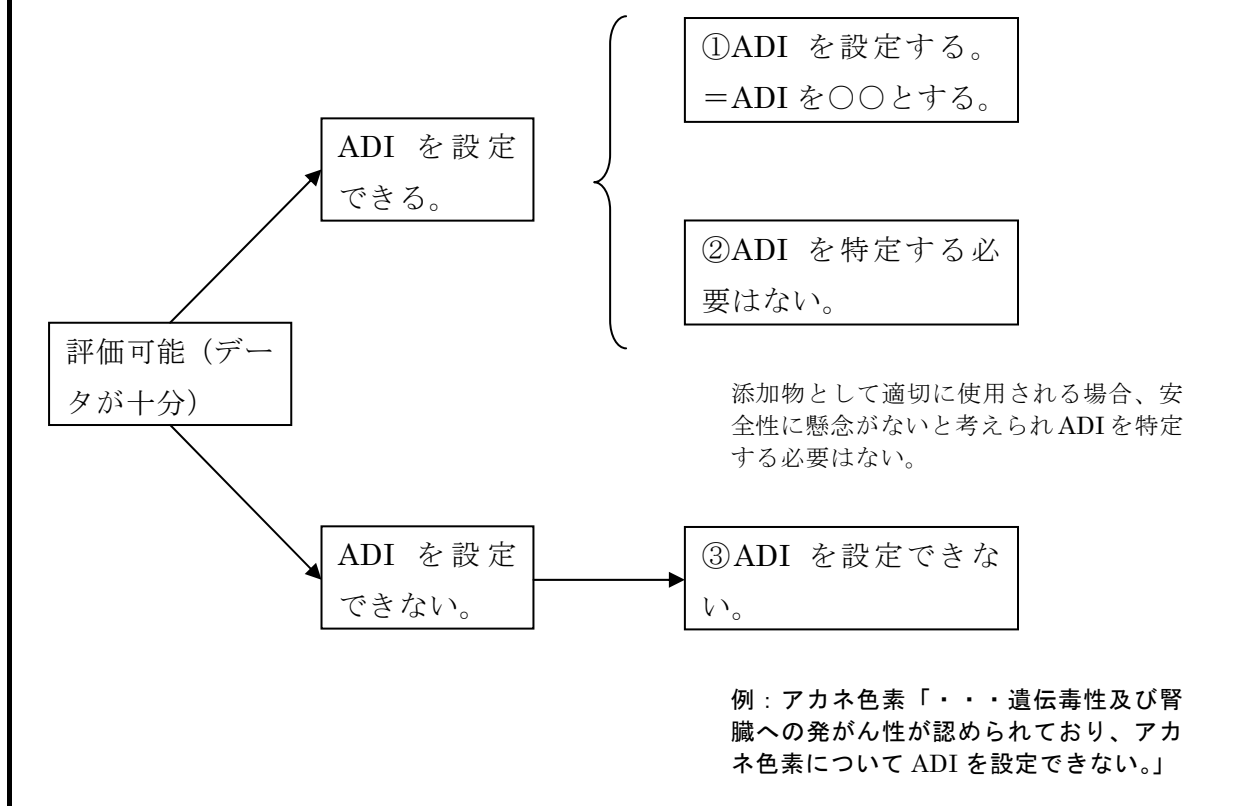 ①ADI を設定する。
＝ADI を○○とする。
ADI を設定
できる。
②ADI を特定する必
要はない。
評価可能（デー
タが十分）
添加物として適切に使用される場合、安
全性に懸念がないと考えられ ADI を特定
する必要はない。
ADI を設定
できない。
③ADI を設定できな
い。
例：アカネ色素「・・・遺伝毒性及び腎
臓への発がん性が認められており、アカ
ネ色素について ADI を設定できない。」